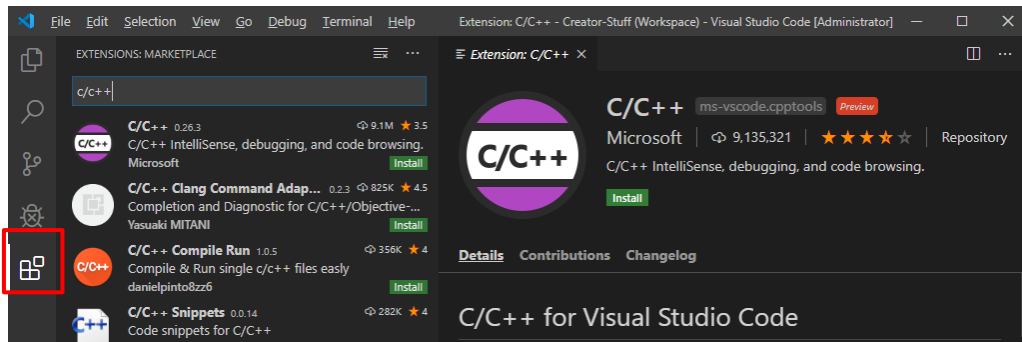 File Edit Selection View Go Debug Terminal Help Extension: C/C++ - Creator-Stuff (Workspace) - Visual Studio Code [Administrator]
EXTENSIONS: MARKETPLACE
c/c++
C/C++ 0.26.3 9.1M 3.5
C/C++ IntelliSense, debugging, and code browsing.
Microsoft Install
C/C++
C/C++ Clang Command Adap... 0.2.3 825K 4.5
Completion and Diagnostic for C/C++/Objective-...
Yasuaki MITANI Install
C/C++ Compile Run 1.0.5 356K 4
Compile & Run single c/c++ files easly
danielpinto8zz6 Install
C/C++
C/C++ Snippets 0.0.14 282K 4
Code snippets for C/C++
C++
Extension: C/C++
C/C++
C/C++ ms-vscode.cpptools Preview
Microsoft 9,135,321 Repository
C/C++ IntelliSense, debugging, and code browsing.
Install
Details Contributions Changelog
C/C++ for Visual Studio Code